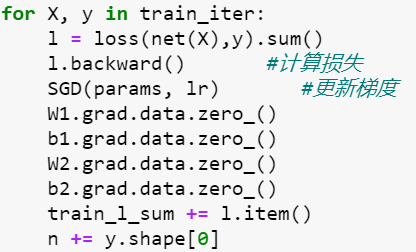 for X, y in train_iter:
    l = loss(net(X),y).sum()
    l.backward()        #计算损失
    SGD(params, lr)        #更新梯度
    W1.grad.data.zero_()
    b1.grad.data.zero_()
    W2.grad.data.zero_()
    b2.grad.data.zero_()
    train_l_sum += l.item()
    n += y.shape[0]